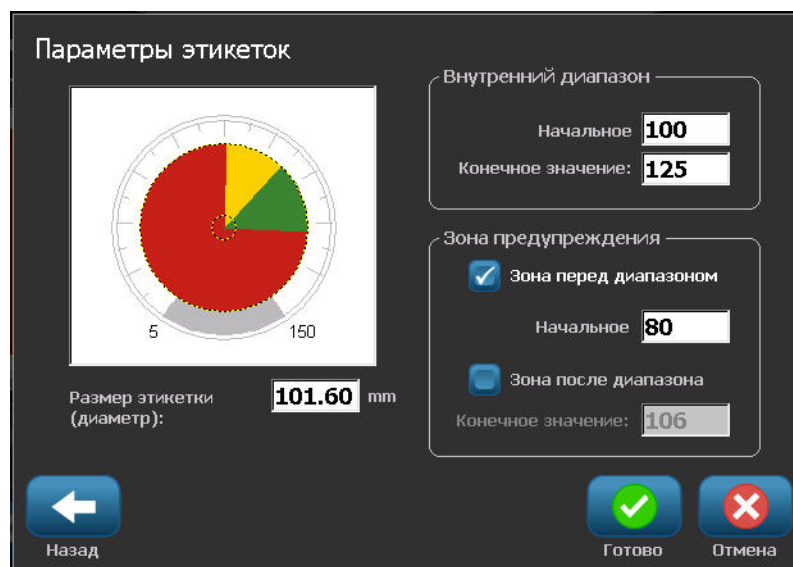 Параметры этикеток
5
150
Размер этикетки
(диаметр):
101.60 mm
Внутренний диапазон
Начальное 100
Конечное значение: 125
Зона предупреждения
Зона перед диапазоном
Начальное 80
Зона после диапазона
Конечное значение: 106
Назад
Готово
Отмена